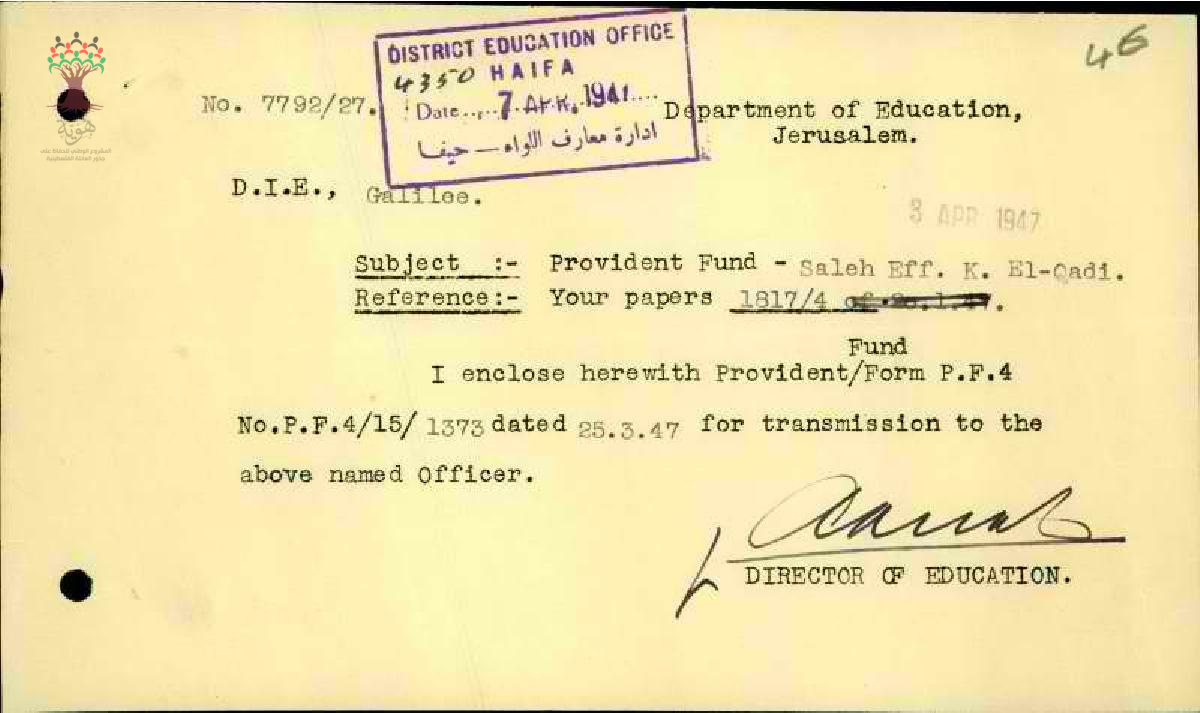 46
DISTRICT EDUCATION OFFICE
4350 HAIFA
Date 7 APR. 1947
ادارة معارف اللواء – حيفا
هوية
No. 7792/27.
Department of Education,
Jerusalem.
D.I.E., Galilee.
3 APR 1947
Subject :- Provident Fund - Saleh Eff. K. El-Qadi.
Reference:- Your papers 1817/4
Fund
I enclose herewith Provident/Form P.F.4
No.P.F.4/15/ 1373 dated 25.3.47 for transmission to the
above named Officer.
DIRECTOR OF EDUCATION.